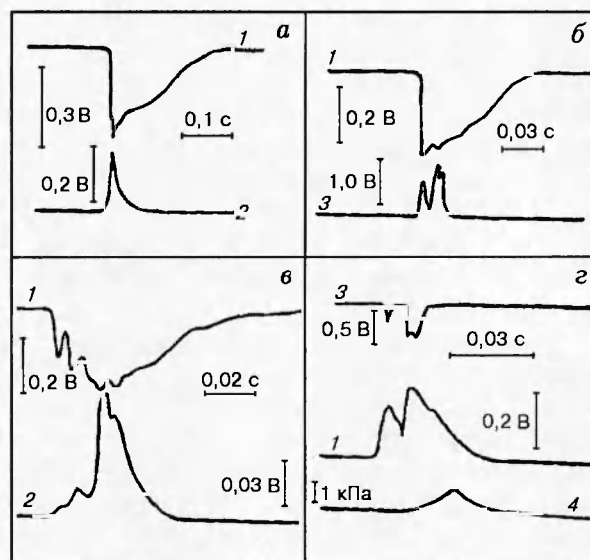 а
1
0,3 В
0,1 с
0,2 В
2
б
1
0,2 В
0,03 с
1,0 В
3
в
1
0,2 В
0,02 с
0,03 В
2
г
3
0,5 В
0,03 с
0,2 В
1
1 кПа
4